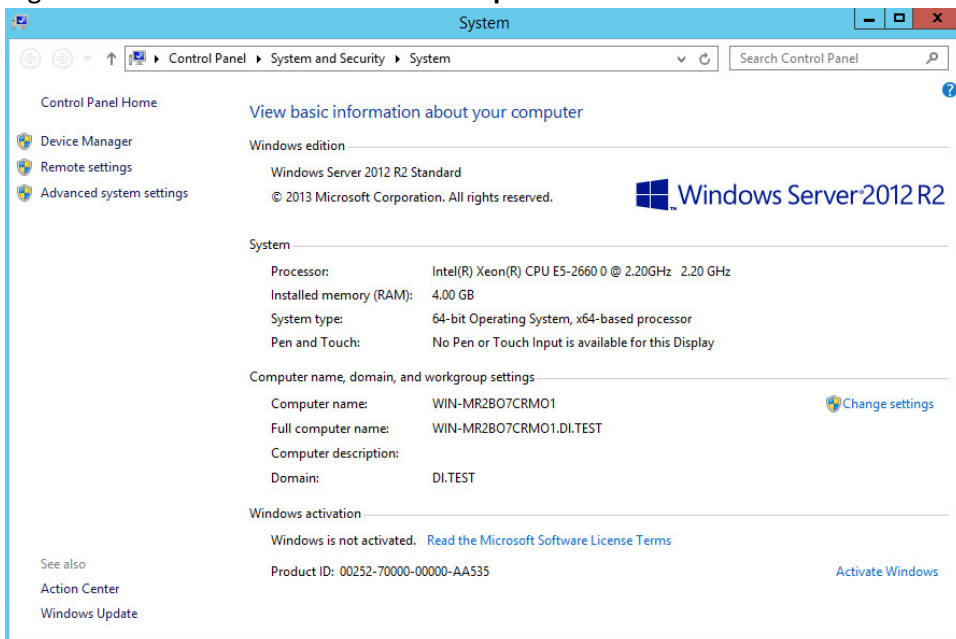 System
Control Panel ▸ System and Security ▸ System
Search Control Panel
Control Panel Home
Device Manager
Remote settings
Advanced system settings
View basic information about your computer
Windows edition
Windows Server 2012 R2 Standard
© 2013 Microsoft Corporation. All rights reserved.
Windows Server 2012 R2
System
Processor: Intel(R) Xeon(R) CPU E5-2660 0 @ 2.20GHz 2.20 GHz
Installed memory (RAM): 4.00 GB
System type: 64-bit Operating System, x64-based processor
Pen and Touch: No Pen or Touch Input is available for this Display
Computer name, domain, and workgroup settings
Computer name: WIN-MR2BO7CRMO1
Change settings
Full computer name: WIN-MR2BO7CRMO1.DI.TEST
Computer description:
Domain: DI.TEST
Windows activation
Windows is not activated. Read the Microsoft Software License Terms
Product ID: 00252-70000-00000-AA535
Activate Windows
See also
Action Center
Windows Update